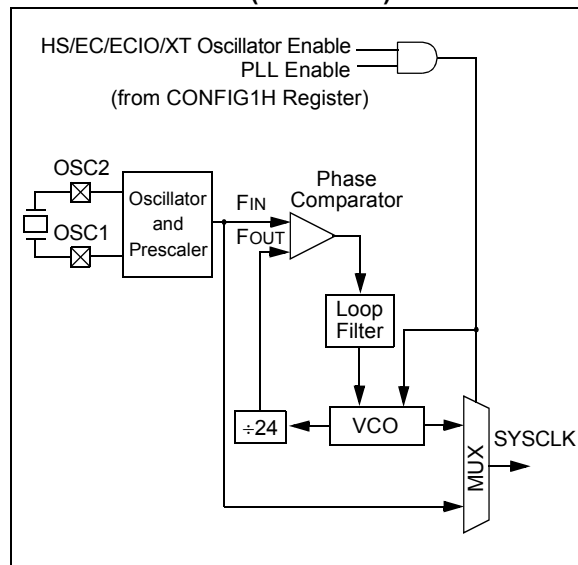 HS/EC/ECIO/XT Oscillator Enable
PLL Enable
(from CONFIG1H Register)
OSC2
OSC1
Oscillator
and
Prescaler
FIN
FOUT
Phase
Comparator
Loop
Filter
÷24
VCO
MUX
SYSCLK